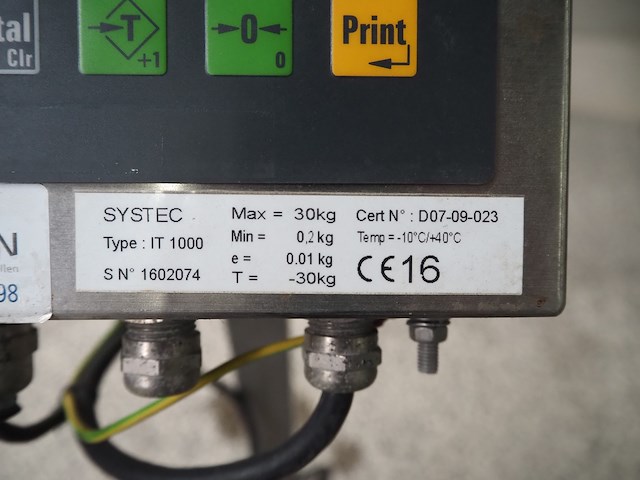 tal
Clr
T
+1
0
0
Print
SYSTEC
Type : IT 1000
S N° 1602074
Max = 30kg
Min = 0,2 kg
e = 0.01 kg
T = -30kg
Cert N° : D07-09-023
Temp = -10°C/+40°C
CE16
N
llen
98